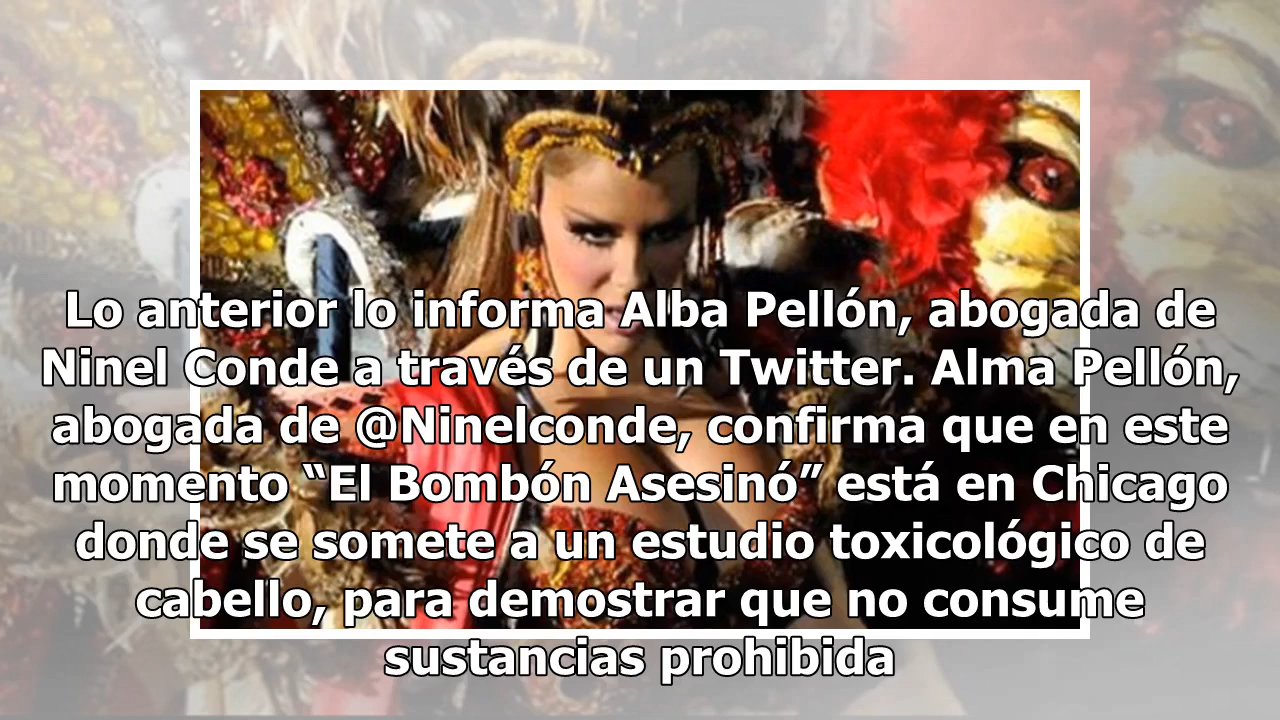 Lo anterior lo informa Alba Pellón, abogada de
Ninel Conde a través de un Twitter. Alma Pellón,
abogada de @Ninelconde, confirma que en este
momento “El Bombón Asesinó” está en Chicago
donde se somete a un estudio toxicológico de
cabello, para demostrar que no consume
sustancias prohibida